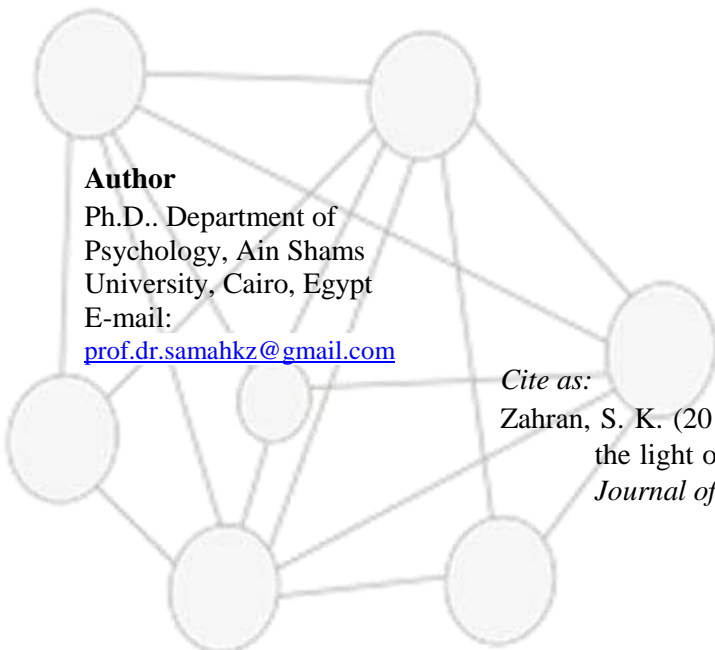 Author
Ph.D.. Department of
Psychology, Ain Shams
University, Cairo, Egypt
E-mail:
prof.dr.samahkz@gmail.com
Cite as:
Zahran, S. K. (20
the light o
Journal of